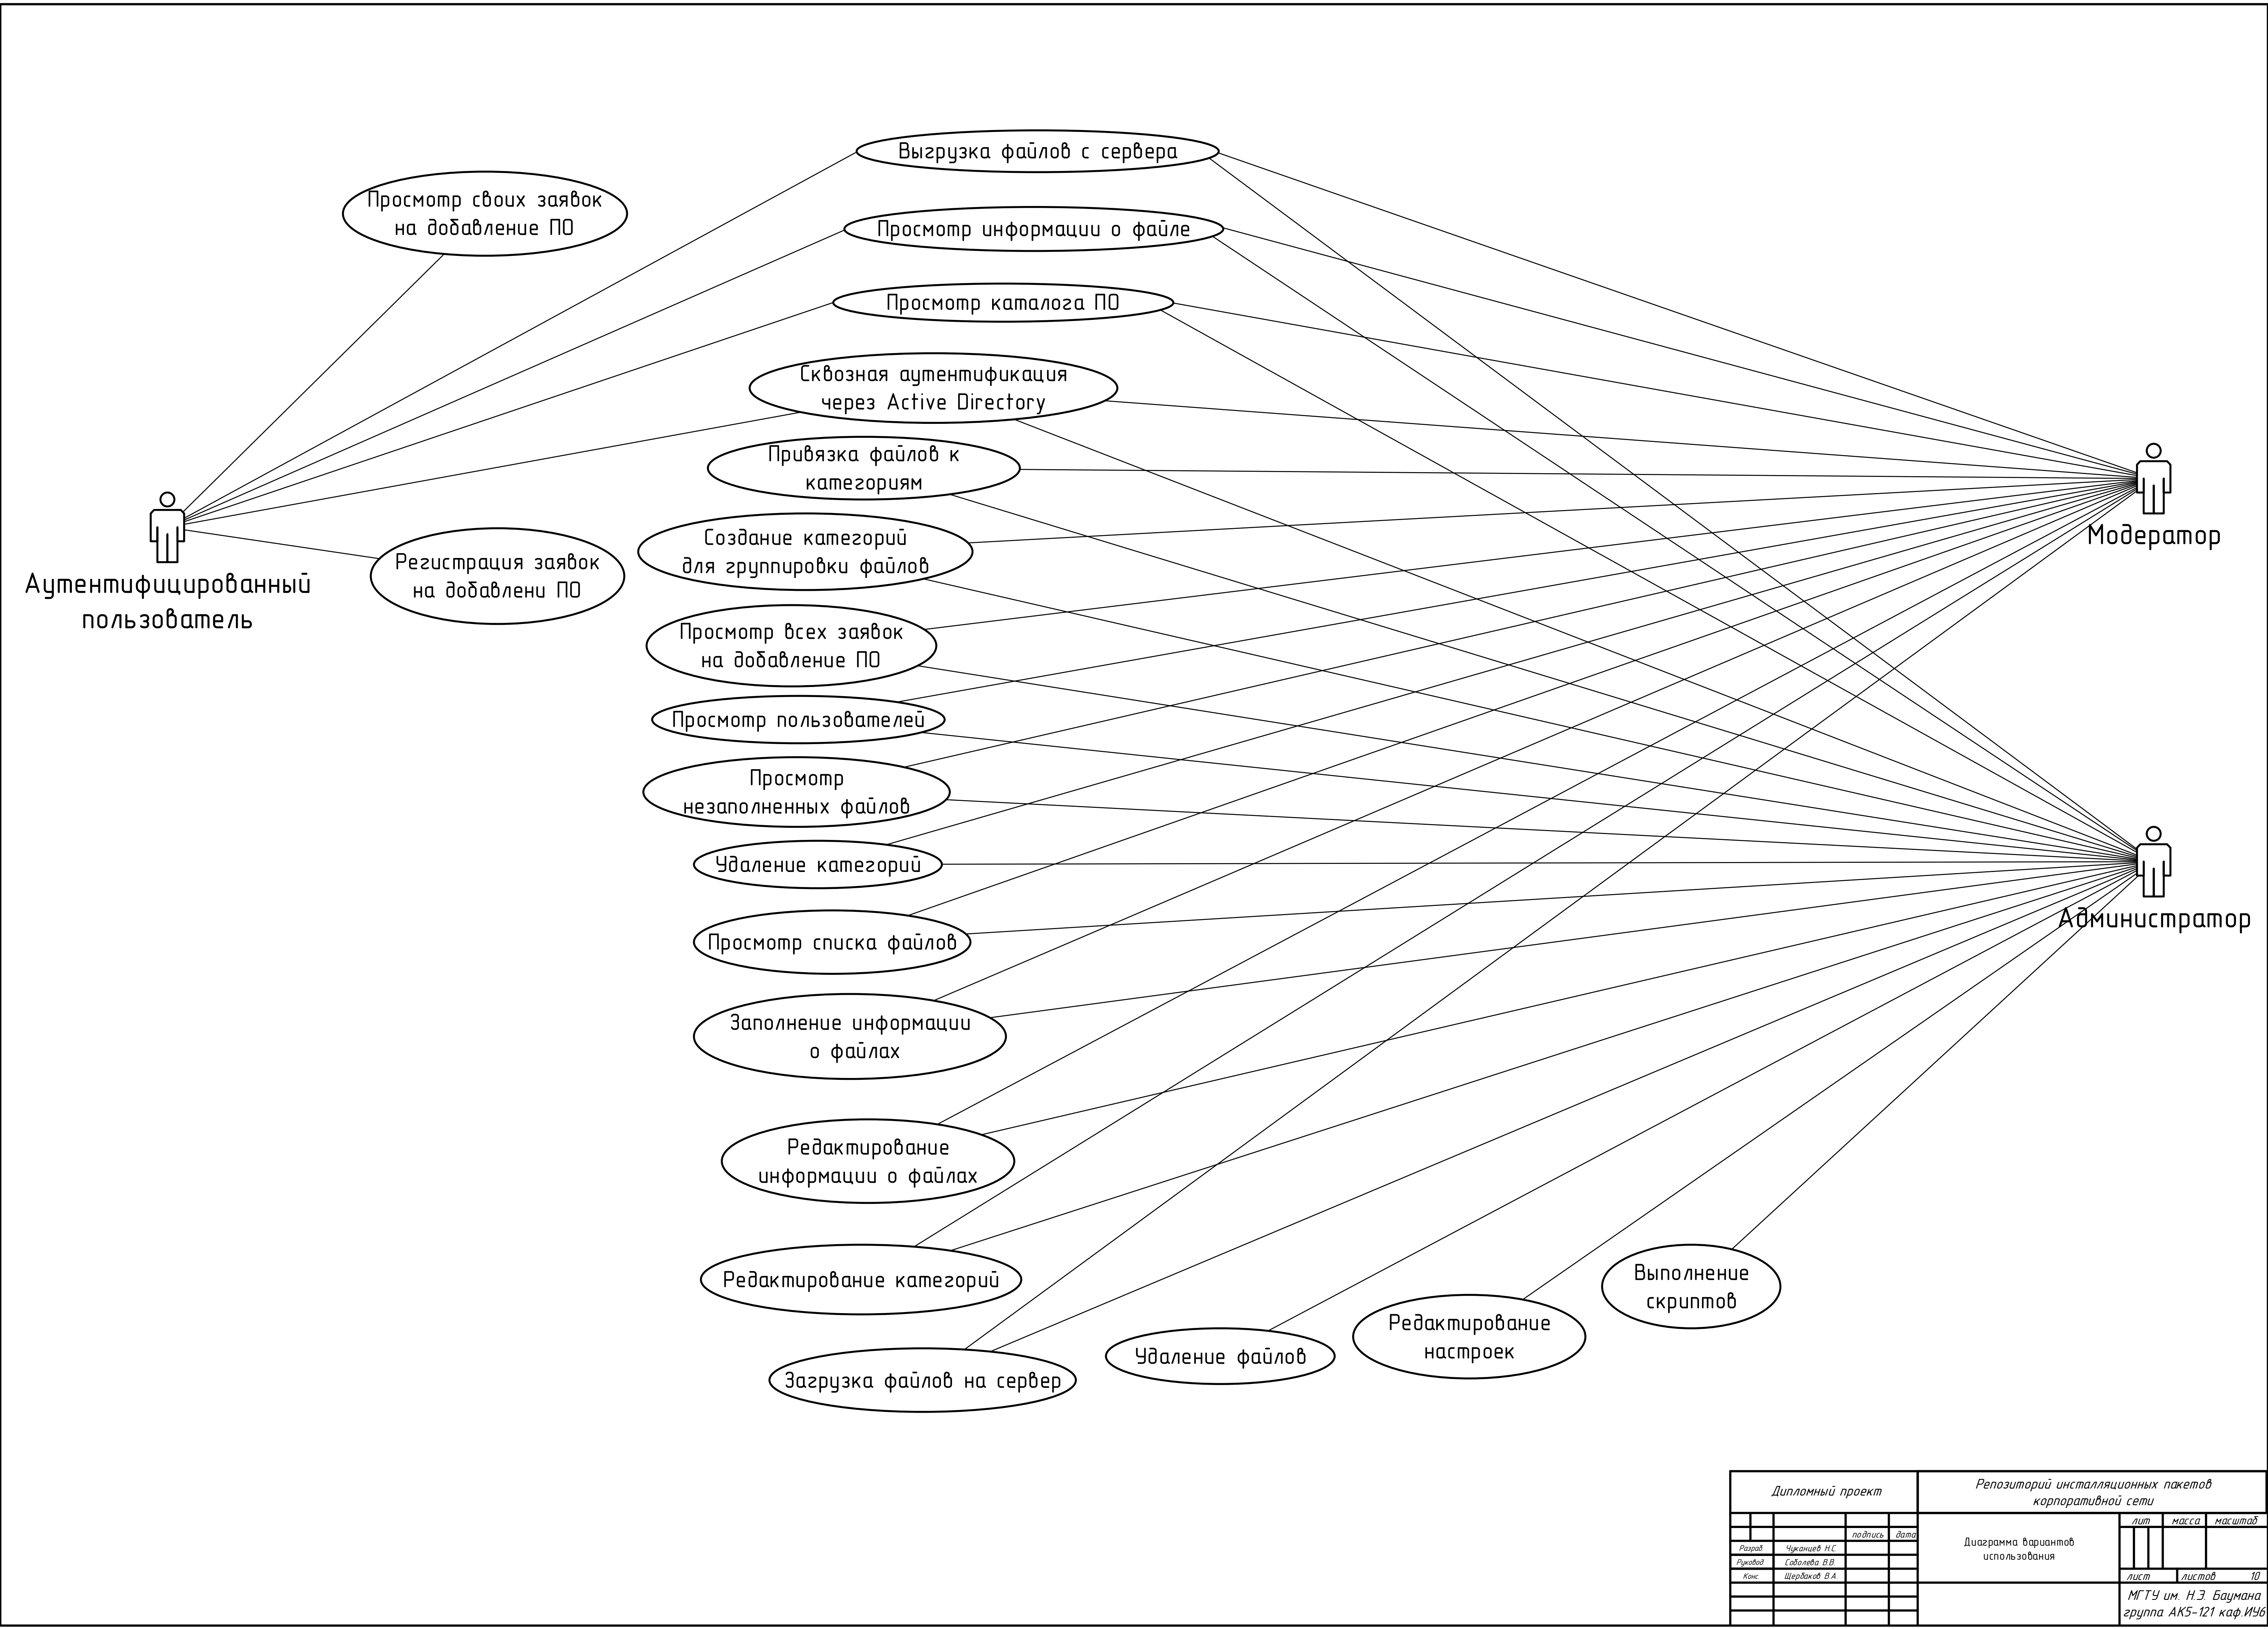 Выгрузка файлов с сервера
Просмотр своих заявок
на добавление ПО
Просмотр информации о файле
Просмотр каталога ПО
Сквозная аутентификация
через Active Directory
Привязка файлов к
категориям
Модератор
Создание категорий
для группировки файлов
Регистрация заявок
на добавлени ПО
Аутентифицированный
пользователь
Просмотр всех заявок
на добавление ПО
Просмотр пользователей
Просмотр
незаполненных файлов
Удаление категорий
Администратор
Просмотр списка файлов
Заполнение информации
о файлах
Редактирование
информации о файлах
Редактирование категорий
Выполнение
скриптов
Редактирование
настроек
Удаление файлов
Загрузка файлов на сервер
Дипломный проект
Репозиторий инсталляционных пакетов
корпоративной сети
лит масса масштаб
подпись дата
Диаграмма вариантов
использования
Разраб Чуканцев Н.С.
Руковод Соболева В.В.
Конс Щербаков В.А.
лист листов 10
МГТУ им. Н.Э. Баумана
группа АК5-121 каф.ИУ6